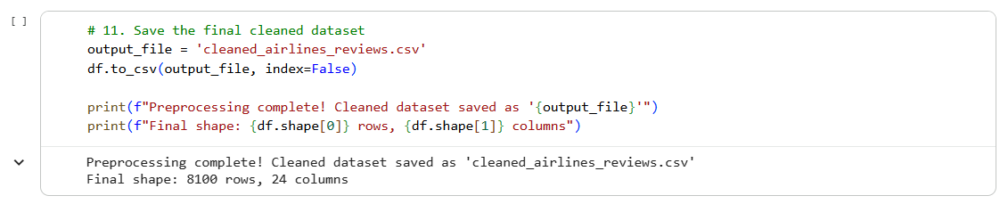 [ ]
# 11. Save the final cleaned dataset
output_file = 'cleaned_airlines_reviews.csv'
df.to_csv(output_file, index=False)
print(f"Preprocessing complete! Cleaned dataset saved as '{output_file}'")
print(f"Final shape: {df.shape[0]} rows, {df.shape[1]} columns")
Preprocessing complete! Cleaned dataset saved as 'cleaned_airlines_reviews.csv'
Final shape: 8100 rows, 24 columns